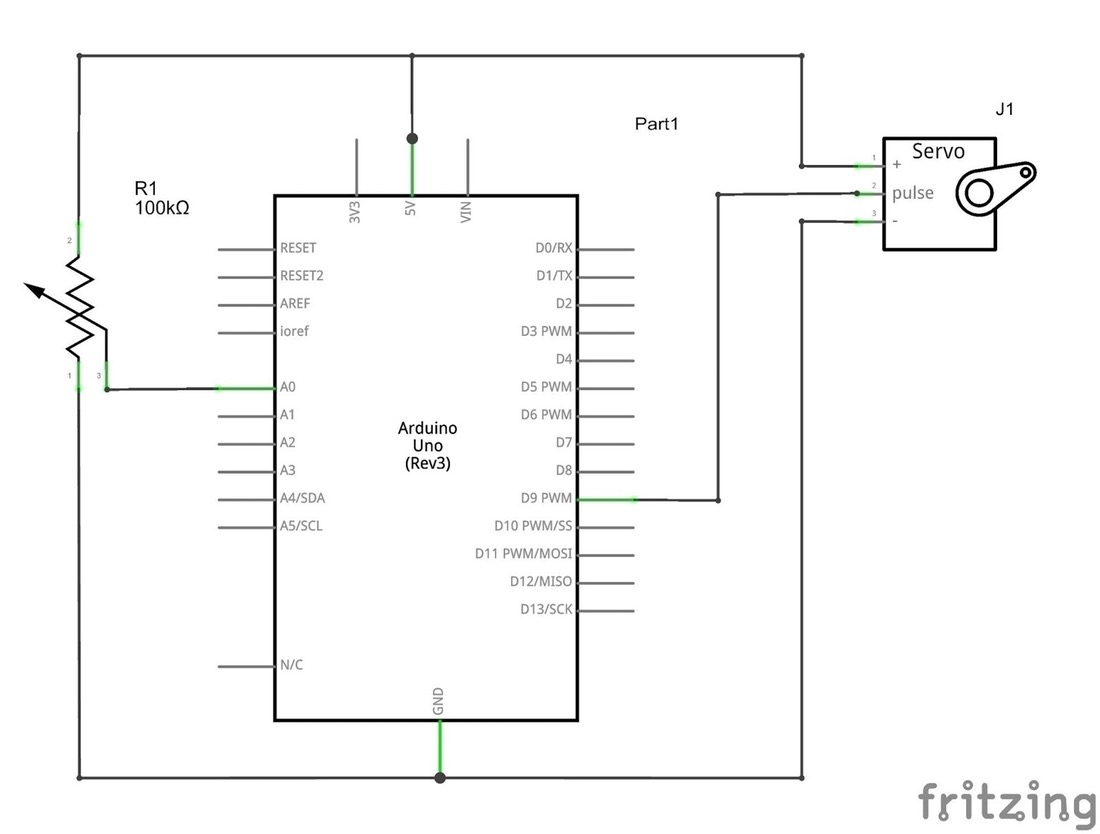 J1
Part1
Servo
1
+
2
pulse
3
-
R1
100kΩ
2
1
3
3V3
5V
VIN
RESET
RESET2
AREF
ioref
A0
A1
A2
A3
A4/SDA
A5/SCL
N/C
Arduino
Uno
(Rev3)
D0/RX
D1/TX
D2
D3 PWM
D4
D5 PWM
D6 PWM
D7
D8
D9 PWM
D10 PWM/SS
D11 PWM/MOSI
D12/MISO
D13/SCK
GND
fritzing